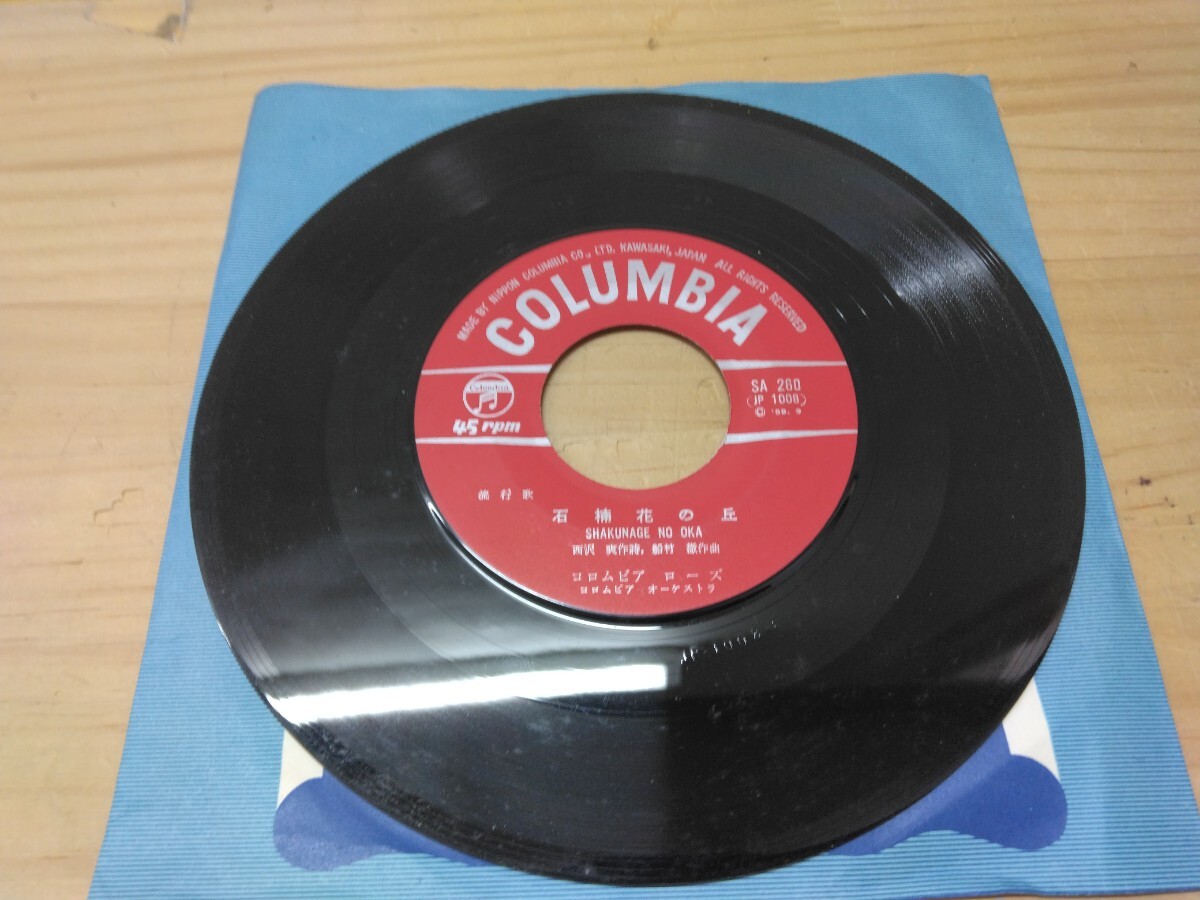 MADE BY NIPPON COLUMBIA CO., LTD. KAWASAKI, JAPAN ALL RIGHTS RESERVED
COLUMBIA
Columbia
45 rpm
SA 260
(JP 1008)
流行歌
石楠花の丘
SHAKUNAGE NO OKA
西沢 爽作詩, 船村 徹作曲
コロムビア ローズ
コロムビア オーケストラ